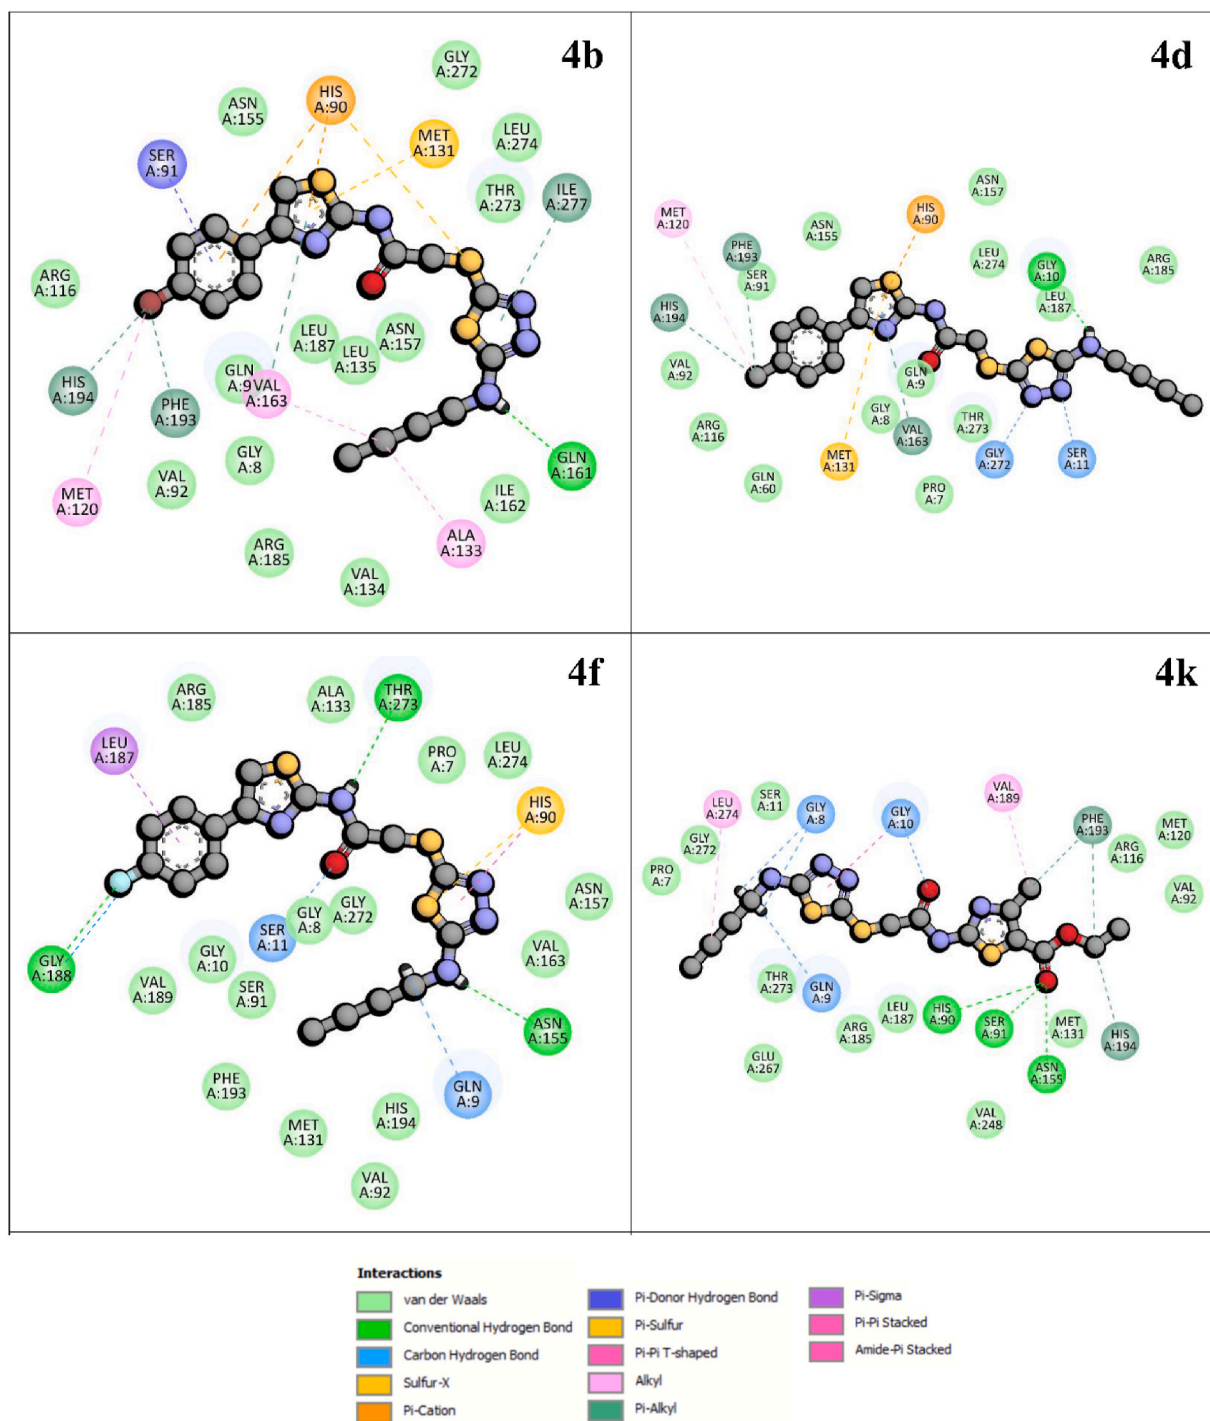 4b
GLY
A:272
HIS
A:90
ASN
A:155
MET
A:131
LEU
A:274
SER
A:91
THR
A:273
ILE
A:277
ARG
A:116
LEU
A:187
ASN
A:157
LEU
A:135
GLN
A:9
VAL
A:163
HIS
A:194
PHE
A:193
GLY
A:8
GLN
A:161
VAL
A:92
MET
A:120
ILE
A:162
ALA
A:133
ARG
A:185
VAL
A:134
4d
ASN
A:157
MET
A:120
HIS
A:90
ASN
A:155
PHE
A:193
SER
A:91
LEU
A:274
GLY
A:10
ARG
A:185
LEU
A:187
HIS
A:194
VAL
A:92
GLN
A:9
GLY
A:8
THR
A:273
ARG
A:116
VAL
A:163
MET
A:131
GLY
A:272
SER
A:11
GLN
A:60
PRO
A:7
4f
ARG
A:185
ALA
A:133
THR
A:273
LEU
A:187
PRO
A:7
LEU
A:274
HIS
A:90
ASN
A:157
GLY
A:272
GLY
A:8
SER
A:11
GLY
A:188
GLY
A:10
VAL
A:163
VAL
A:189
SER
A:91
ASN
A:155
PHE
A:193
GLN
A:9
MET
A:131
HIS
A:194
VAL
A:92
4k
LEU
A:274
SER
A:11
GLY
A:8
GLY
A:10
VAL
A:189
PHE
A:193
MET
A:120
GLY
A:272
ARG
A:116
PRO
A:7
VAL
A:92
THR
A:273
GLN
A:9
ARG
A:185
LEU
A:187
HIS
A:90
SER
A:91
MET
A:131
HIS
A:194
GLU
A:267
ASN
A:155
VAL
A:248
Interactions
van der Waals
Conventional Hydrogen Bond
Carbon Hydrogen Bond
Sulfur-X
Pi-Cation
Pi-Donor Hydrogen Bond
Pi-Sulfur
Pi-Pi T-shaped
Alkyl
Pi-Alkyl
Pi-Sigma
Pi-Pi Stacked
Amide-Pi Stacked